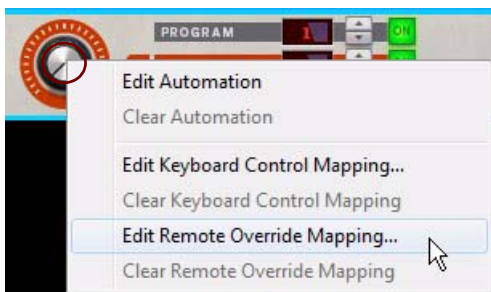 PROGRAM 1 ON
Edit Automation
Clear Automation
Edit Keyboard Control Mapping...
Clear Keyboard Control Mapping
Edit Remote Override Mapping...
Clear Remote Override Mapping